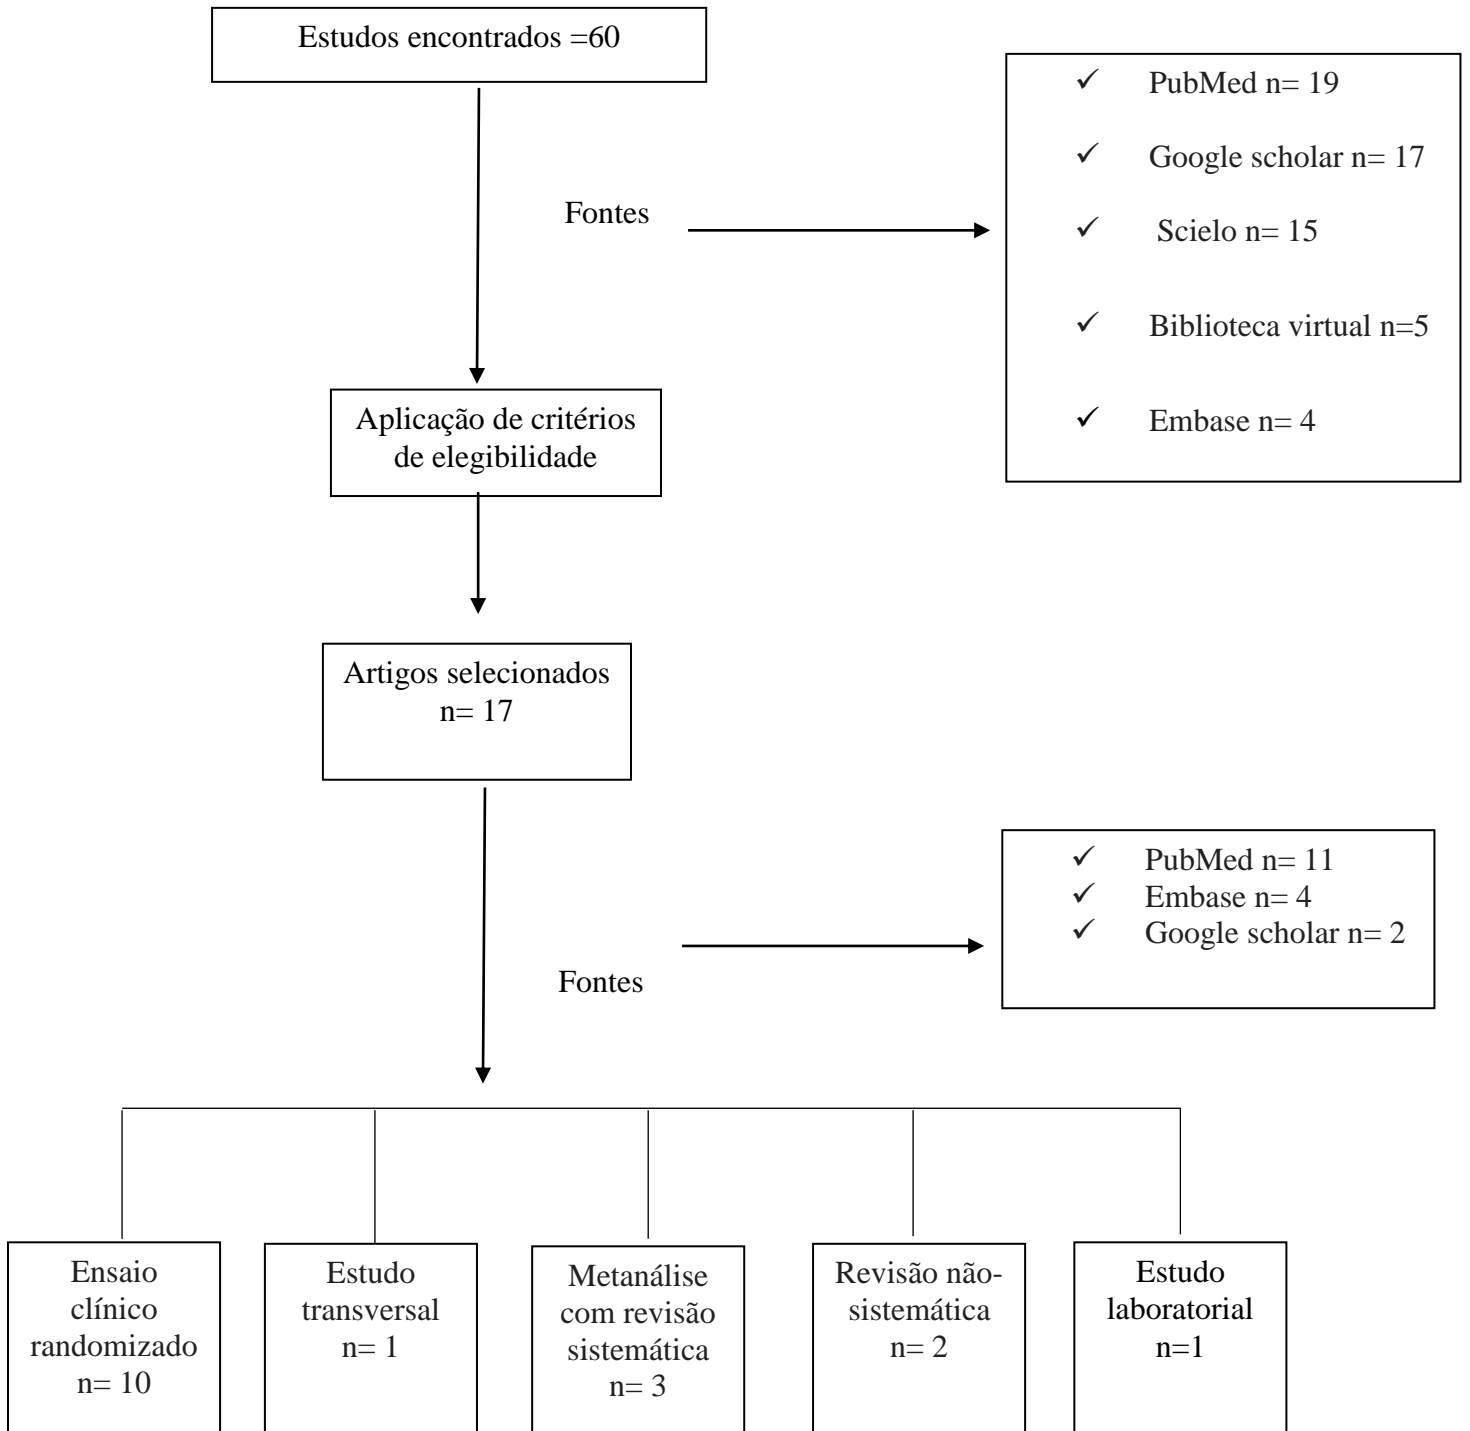 Estudos encontrados =60
✓ PubMed n= 19
✓ Google scholar n= 17
✓ Scielo n= 15
✓ Biblioteca virtual n=5
✓ Embase n= 4
Fontes
Aplicação de critérios
de elegibilidade
Artigos selecionados
n= 17
✓ PubMed n= 11
✓ Embase n= 4
✓ Google scholar n= 2
Fontes
Ensaio
clínico
randomizado
n= 10
Estudo
transversal
n= 1
Metanálise
com revisão
sistemática
n= 3
Revisão não-
sistemática
n= 2
Estudo
laboratorial
n=1